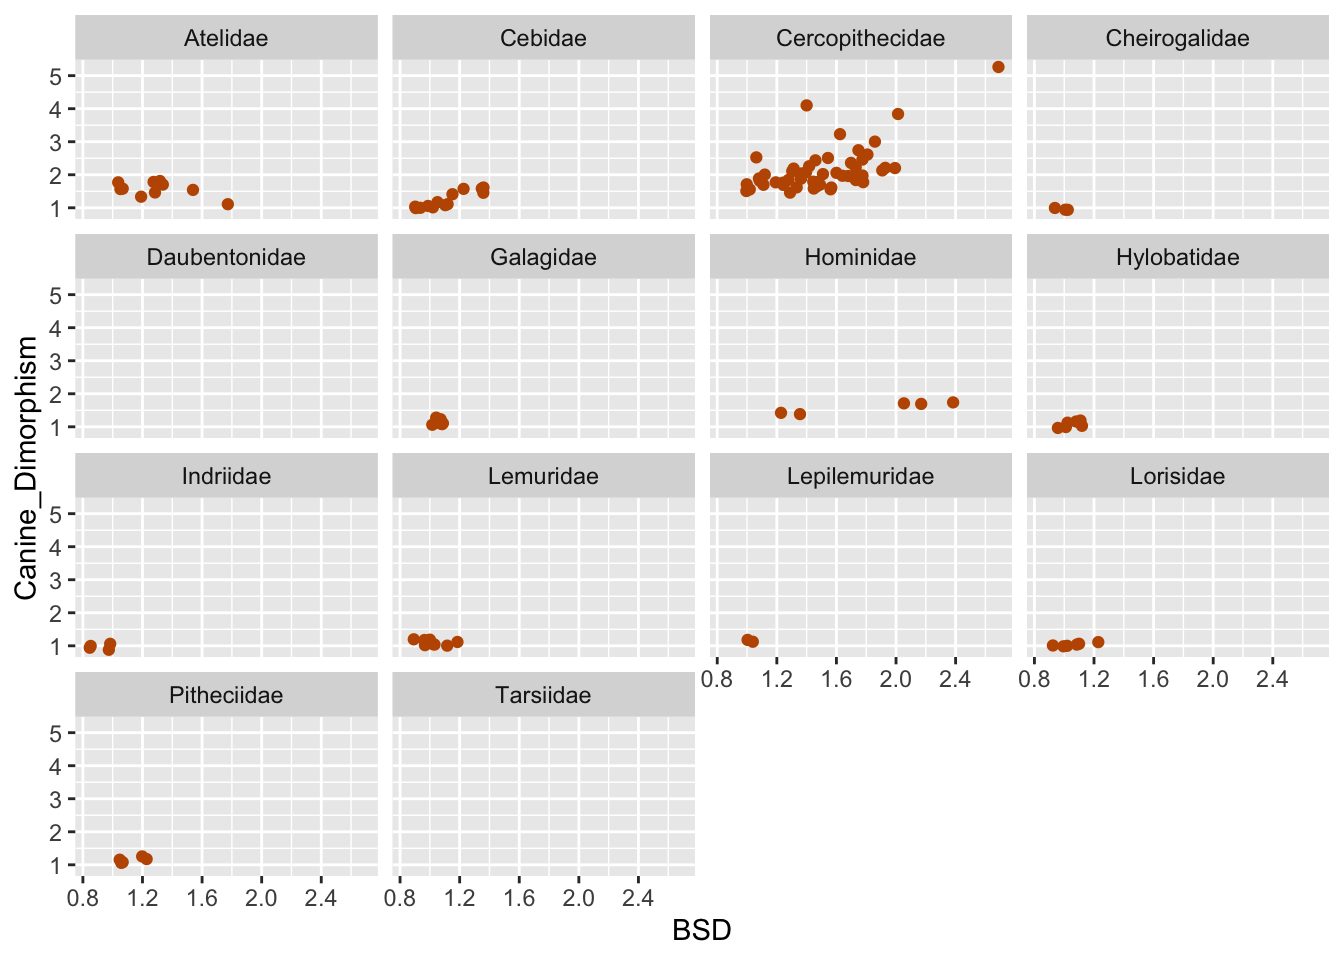 Atelidae Cebidae Cercopithecidae Cheirogalidae
5
4
3
2
1
Daubentonidae Galagidae Hominidae Hylobatidae
5
4
3
2
1
Canine_Dimorphism
Indriidae Lemuridae Lepilemuridae Lorisidae
5
4
3
2
1
0.8 1.2 1.6 2.0 2.4 0.8 1.2 1.6 2.0 2.4
Pitheciidae Tarsiidae
5
4
3
2
1
0.8 1.2 1.6 2.0 2.4 0.8 1.2 1.6 2.0 2.4
BSD